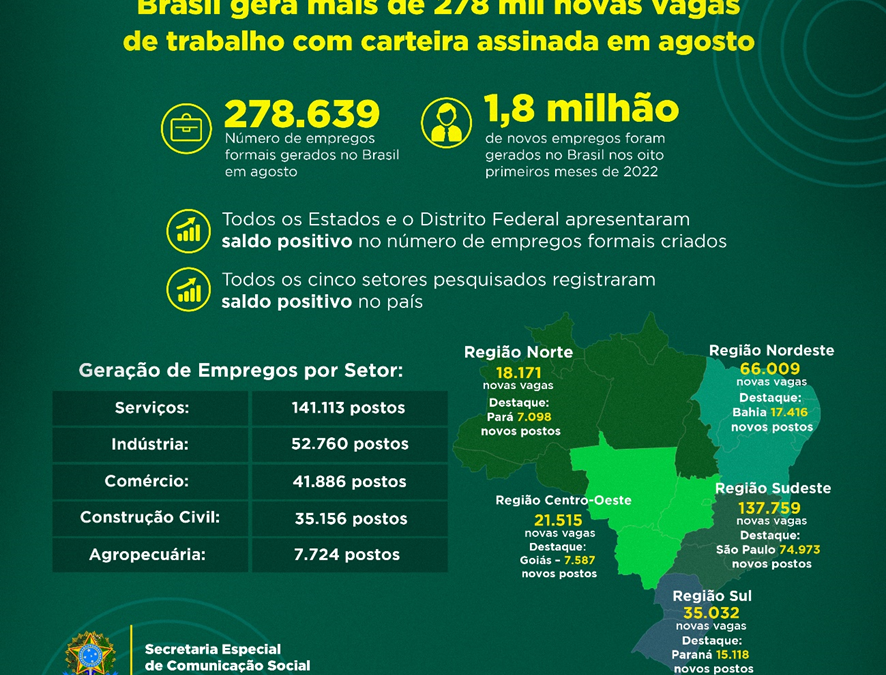 Brasil gera mais de 278 mil novas vagas
de trabalho com carteira assinada em agosto
278.639
Número de empregos
formais gerados no Brasil
em agosto
1,8 milhão
de novos empregos foram
gerados no Brasil nos oito
primeiros meses de 2022
Todos os Estados e o Distrito Federal apresentaram
saldo positivo no número de empregos formais criados
Todos os cinco setores pesquisados registraram
saldo positivo no país
Geração de Empregos por Setor:
Serviços: 141.113 postos
Indústria: 52.760 postos
Comércio: 41.886 postos
Construção Civil: 35.156 postos
Agropecuária: 7.724 postos
Região Norte
18.171
novas vagas
Destaque:
Pará 7.098
novos postos
Região Nordeste
66.009
novas vagas
Destaque:
Bahia 17.416
novos postos
Região Centro-Oeste
21.515
novas vagas
Destaque:
Goiás – 7.587
novos postos
Região Sudeste
137.759
novas vagas
Destaque:
São Paulo 74.973
novos postos
Região Sul
35.032
novas vagas
Destaque:
Paraná 15.118
novos postos
Secretaria Especial
de Comunicação Social